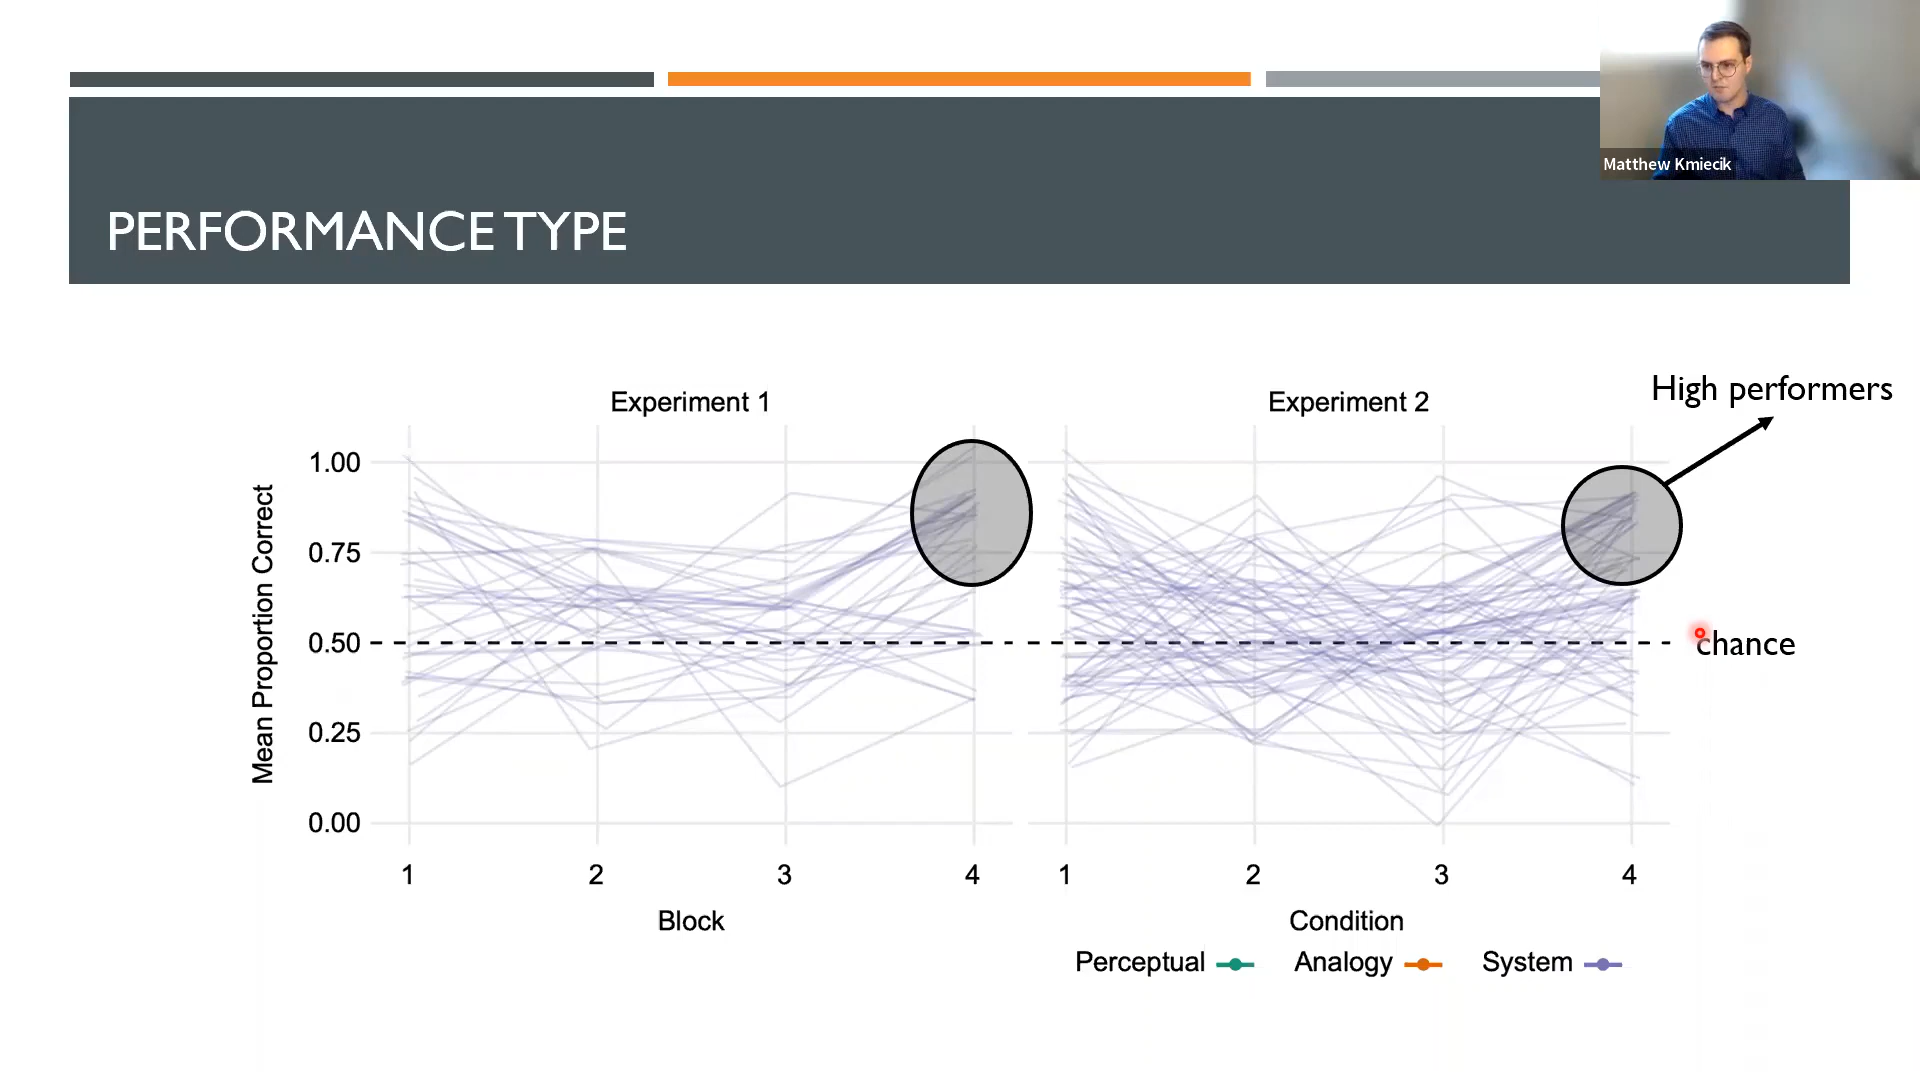 Matthew Kmiecik
PERFORMANCE TYPE
High performers
Experiment 1
Experiment 2
Mean Proportion Correct
1.00
0.75
0.50
0.25
0.00
chance
1 2 3 4
1 2 3 4
Block
Condition
Perceptual Analogy System